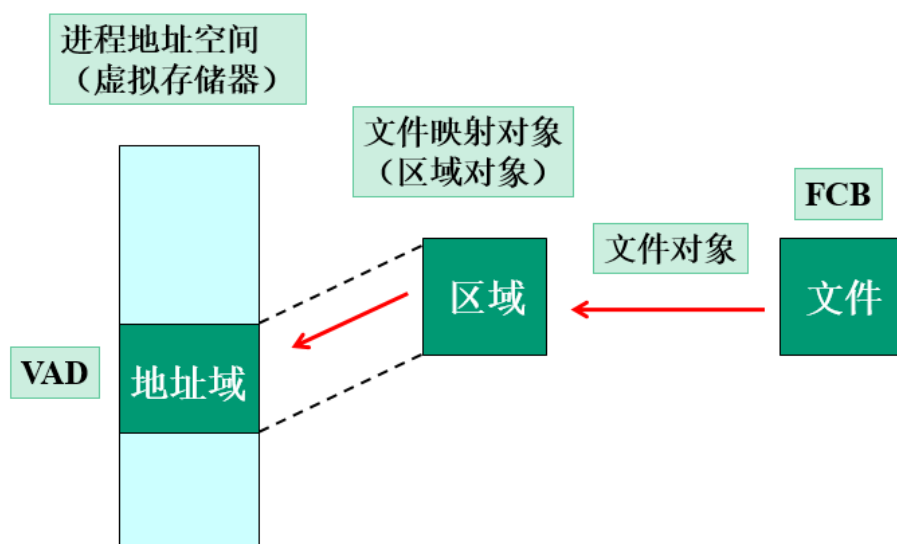 进程地址空间
（虚拟存储器）
文件映射对象
（区域对象）
FCB
文件对象
区域
文件
VAD
地址域